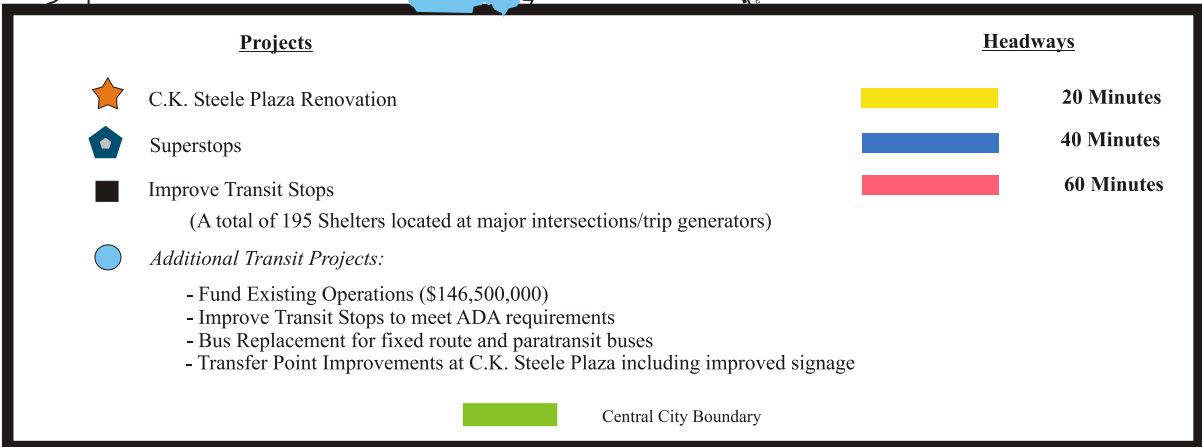 Projects
Headways
C.K. Steele Plaza Renovation
20 Minutes
Superstops
40 Minutes
Improve Transit Stops
60 Minutes
(A total of 195 Shelters located at major intersections/trip generators)
Additional Transit Projects:
- Fund Existing Operations ($146,500,000)
- Improve Transit Stops to meet ADA requirements
- Bus Replacement for fixed route and paratransit buses
- Transfer Point Improvements at C.K. Steele Plaza including improved signage
Central City Boundary